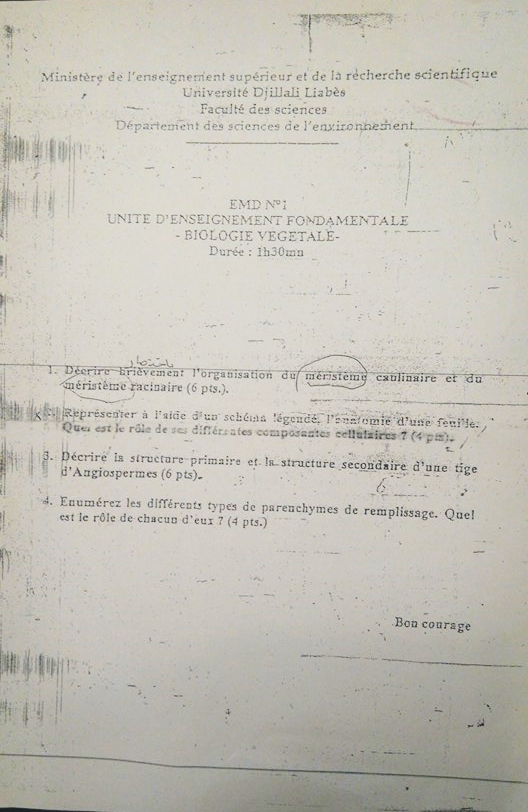 Ministère de l'enseignement supérieur et de la récherche scientifique
Université Djillali Liabès
Faculté des sciences
Département des sciences de l'environnement
EMD N°1
UNITE D'ENSEIGNEMENT FONDAMENTALE
- BIOLOGIE VEGETALE-
Durée : 1h30mn
باختصار
1. Décrire brièvement l'organisation du méristème caulinaire et du
méristème racinaire (6 pts.).
Représenter à l'aide d'un schéma légendé, l'anatomie d'une feuille.
Quel est le rôle de ses différentes composantes cellulaires ? (4 pts).
3. Décrire la structure primaire et la structure secondaire d'une tige
d'Angiospermes (6 pts).
6
4. Enumérez les différents types de parenchymes de remplissage. Quel
est le rôle de chacun d'eux ? (4 pts.)
Bon courage